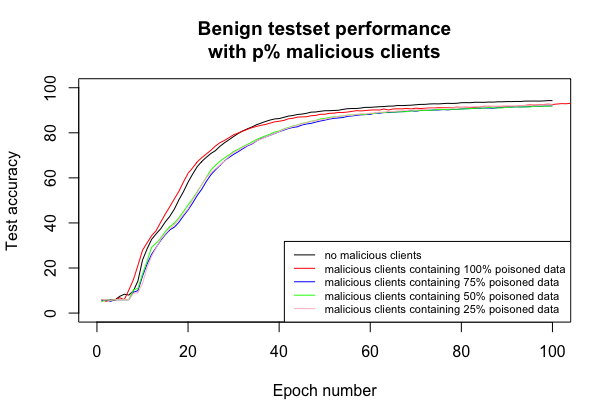 Benign testset performance
with p% malicious clients
Test accuracy
100
80
60
40
20
0
no malicious clients
malicious clients containing 100% poisoned data
malicious clients containing 75% poisoned data
malicious clients containing 50% poisoned data
malicious clients containing 25% poisoned data
0 20 40 60 80 100
Epoch number